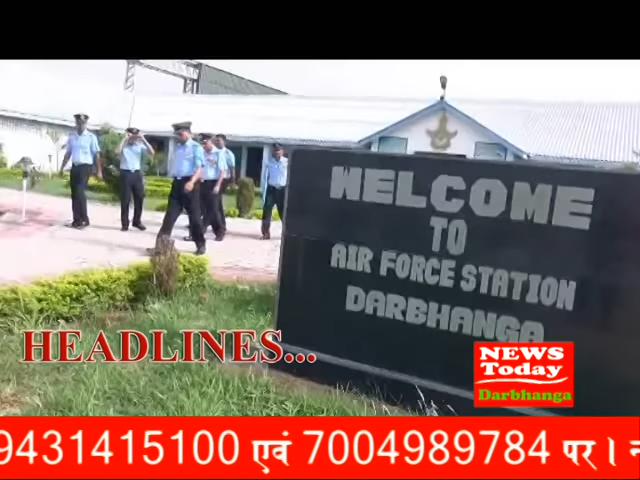 WELCOME
TO
AIR FORCE STATION
DARBHANGA
HEADLINES...
NEWS
Today
Darbhanga
9431415100 एवं 7004989784 पर । न